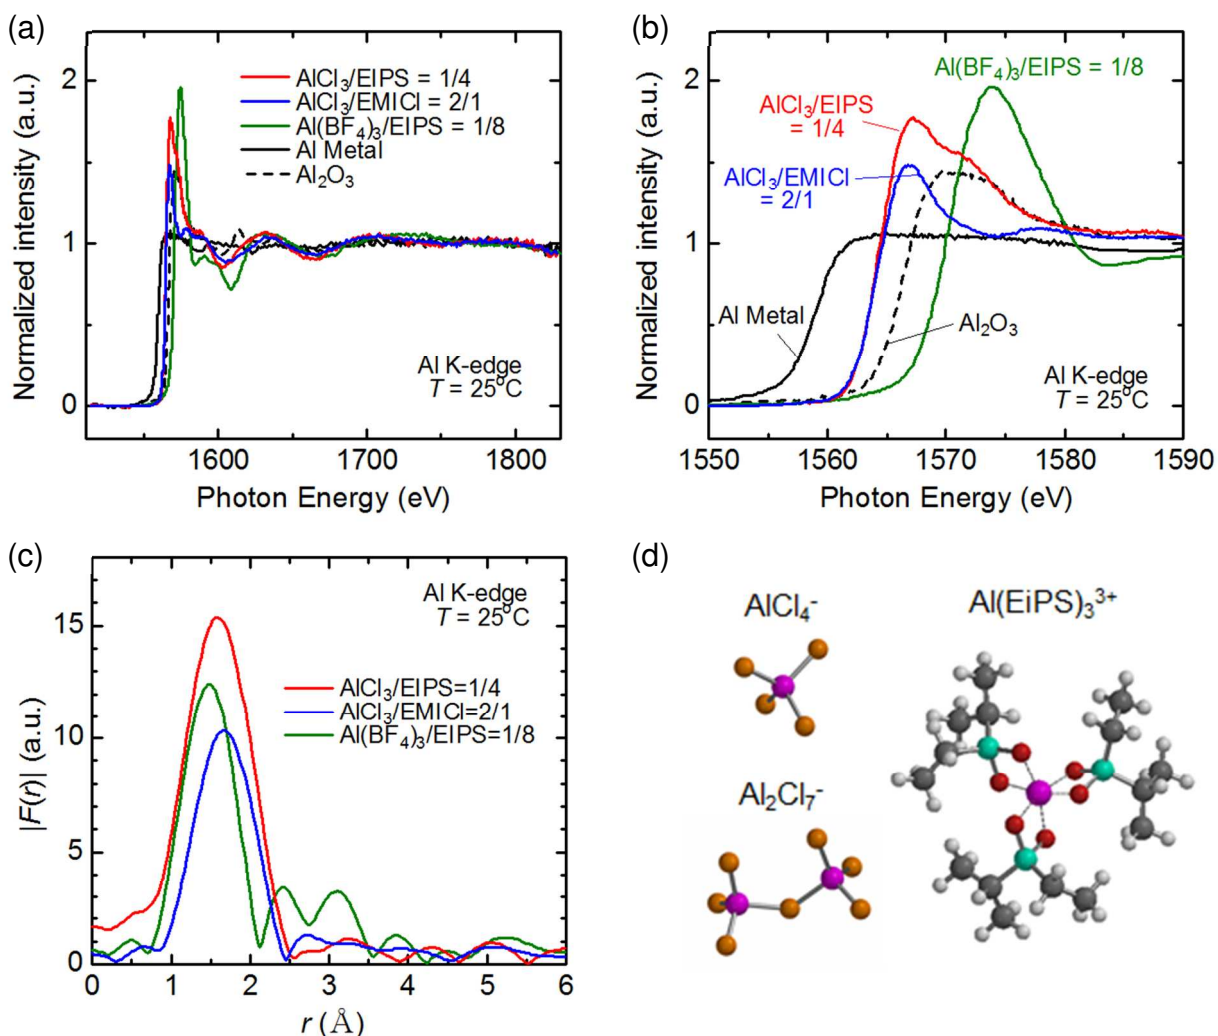 (a)
Normalized intensity (a.u.)
2
1
0
AlCl₃/EIPS = 1/4
AlCl₃/EMICl = 2/1
Al(BF₄)₃/EIPS = 1/8
Al Metal
Al₂O₃
Al K-edge
T = 25°C
1600 1700 1800
Photon Energy (eV)
(b)
Normalized Intensity (a.u.)
2
1
0
Al(BF₄)₃/EIPS = 1/8
AlCl₃/EIPS
= 1/4
AlCl₃/EMICl
= 2/1
Al Metal
Al₂O₃
Al K-edge
T = 25°C
1550 1560 1570 1580 1590
Photon Energy (eV)
(c)
|F(r)| (a.u.)
15
10
5
0
Al K-edge
T = 25°C
AlCl₃/EIPS=1/4
AlCl₃/EMICl=2/1
Al(BF₄)₃/EIPS=1/8
0 1 2 3 4 5 6
r (Å)
(d)
AlCl₄⁻
Al(EiPS)₃³⁺
Al₂Cl₇⁻